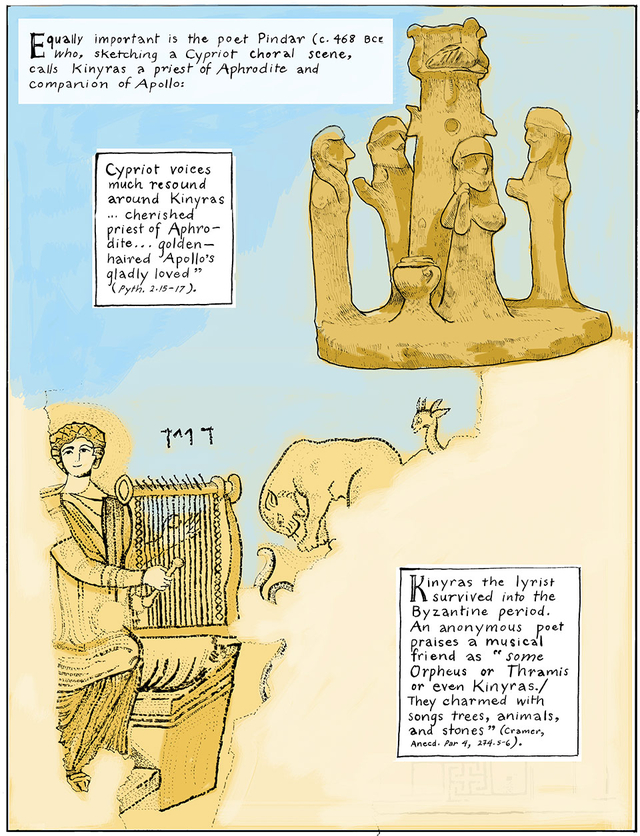 Equally important is the poet Pindar (c. 468 BCE
who, sketching a Cypriot choral scene,
calls Kinyras a priest of Aphrodite and
companion of Apollo:
Cypriot voices
much resound
around Kinyras
... cherished
priest of Aphro-
dite... golden-
haired Apollo's
gladly loved”
(Pyth. 2.15-17).
דויד
Kinyras the lyrist
survived into the
Byzantine period.
An anonymous poet
praises a musical
friend as “some
Orpheus or Thramis
or even Kinyras./
They charmed with
songs trees, animals,
and stones” (Cramer,
Anecd. Par 4, 274.5-6).